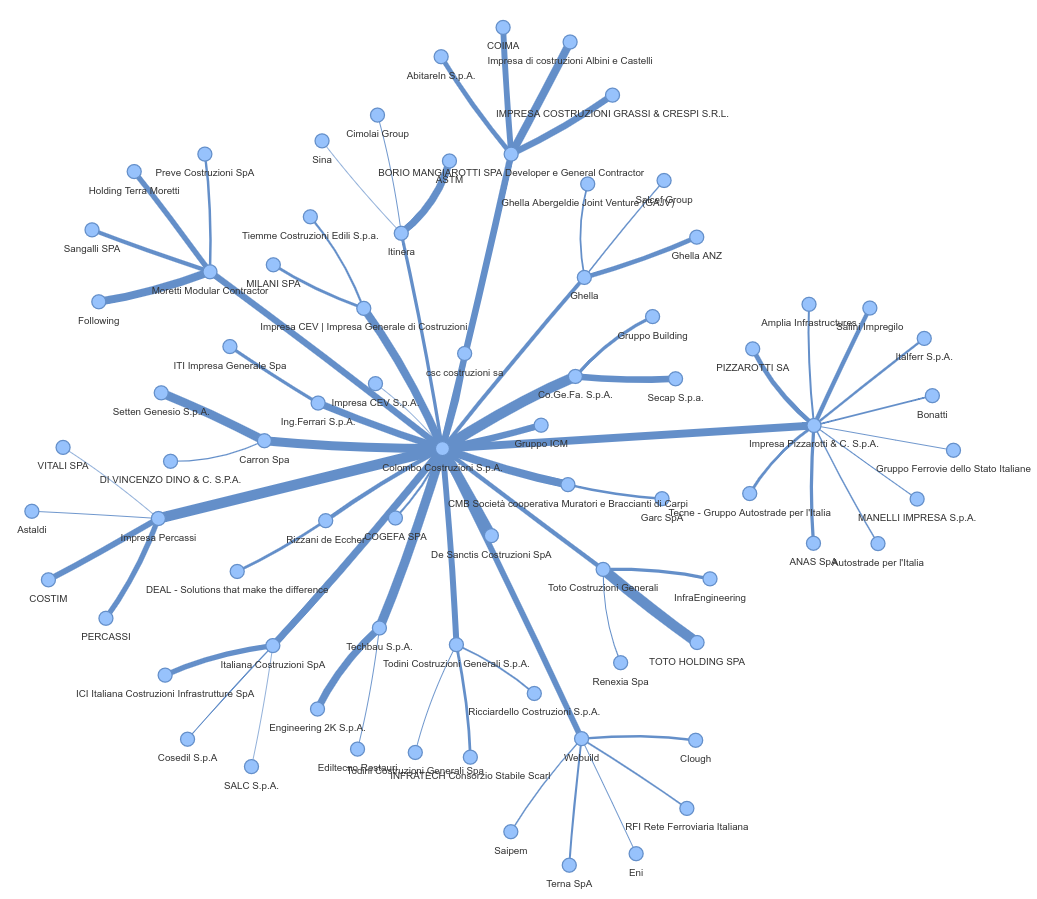 COIMA
Impresa di costruzioni Albini e Castelli
AbitareIn S.p.A.
IMPRESA COSTRUZIONI GRASSI & CRESPI S.R.L.
Cimolai Group
Sina
BORIO MANGIAROTTI SPA Developer e General Contractor
ASTM
Preve Costruzioni SpA
Holding Terra Moretti
Ghella Abergeldie Joint Venture (GAJV)
Salcef Group
Tiemme Costruzioni Edili S.p.a.
Sangalli SPA
Itinera
Ghella ANZ
MILANI SPA
Moretti Modular Contractor
Ghella
Following
Impresa CEV | Impresa Generale di Costruzioni
Amplia Infrastructures
Salini Impregilo
Gruppo Building
Italferr S.p.A.
ITI Impresa Generale Spa
csc costruzioni sa
PIZZAROTTI SA
Co.Ge.Fa. S.p.A.
Secap S.p.a.
Impresa CEV S.p.A.
Setten Genesio S.p.A.
Bonatti
Ing.Ferrari S.p.A.
Gruppo ICM
Impresa Pizzarotti & C. S.p.A.
Carron Spa
VITALI SPA
Colombo Costruzioni S.p.A.
Gruppo Ferrovie dello Stato Italiane
DI VINCENZO DINO & C. S.P.A.
CMB Società cooperativa Muratori e Braccianti di Carpi
Tecne - Gruppo Autostrade per l'Italia
Garc SpA
MANELLI IMPRESA S.p.A.
Astaldi
Impresa Percassi
Rizzani de Eccher
COGEFA SPA
De Sanctis Costruzioni SpA
ANAS SpA
Autostrade per l'Italia
DEAL - Solutions that make the difference
Toto Costruzioni Generali
InfraEngineering
COSTIM
PERCASSI
Techbau S.p.A.
Italiana Costruzioni SpA
Todini Costruzioni Generali S.p.A.
TOTO HOLDING SPA
Renexia Spa
ICI Italiana Costruzioni Infrastrutture SpA
Ricciardello Costruzioni S.p.A.
Engineering 2K S.p.A.
Cosedil S.p.A
Webuild
Clough
Ediltecno Restauri
Todini Costruzioni Generali Spa
INFRATECH Consorzio Stabile Scarl
SALC S.p.A.
RFI Rete Ferroviaria Italiana
Saipem
Eni
Terna SpA